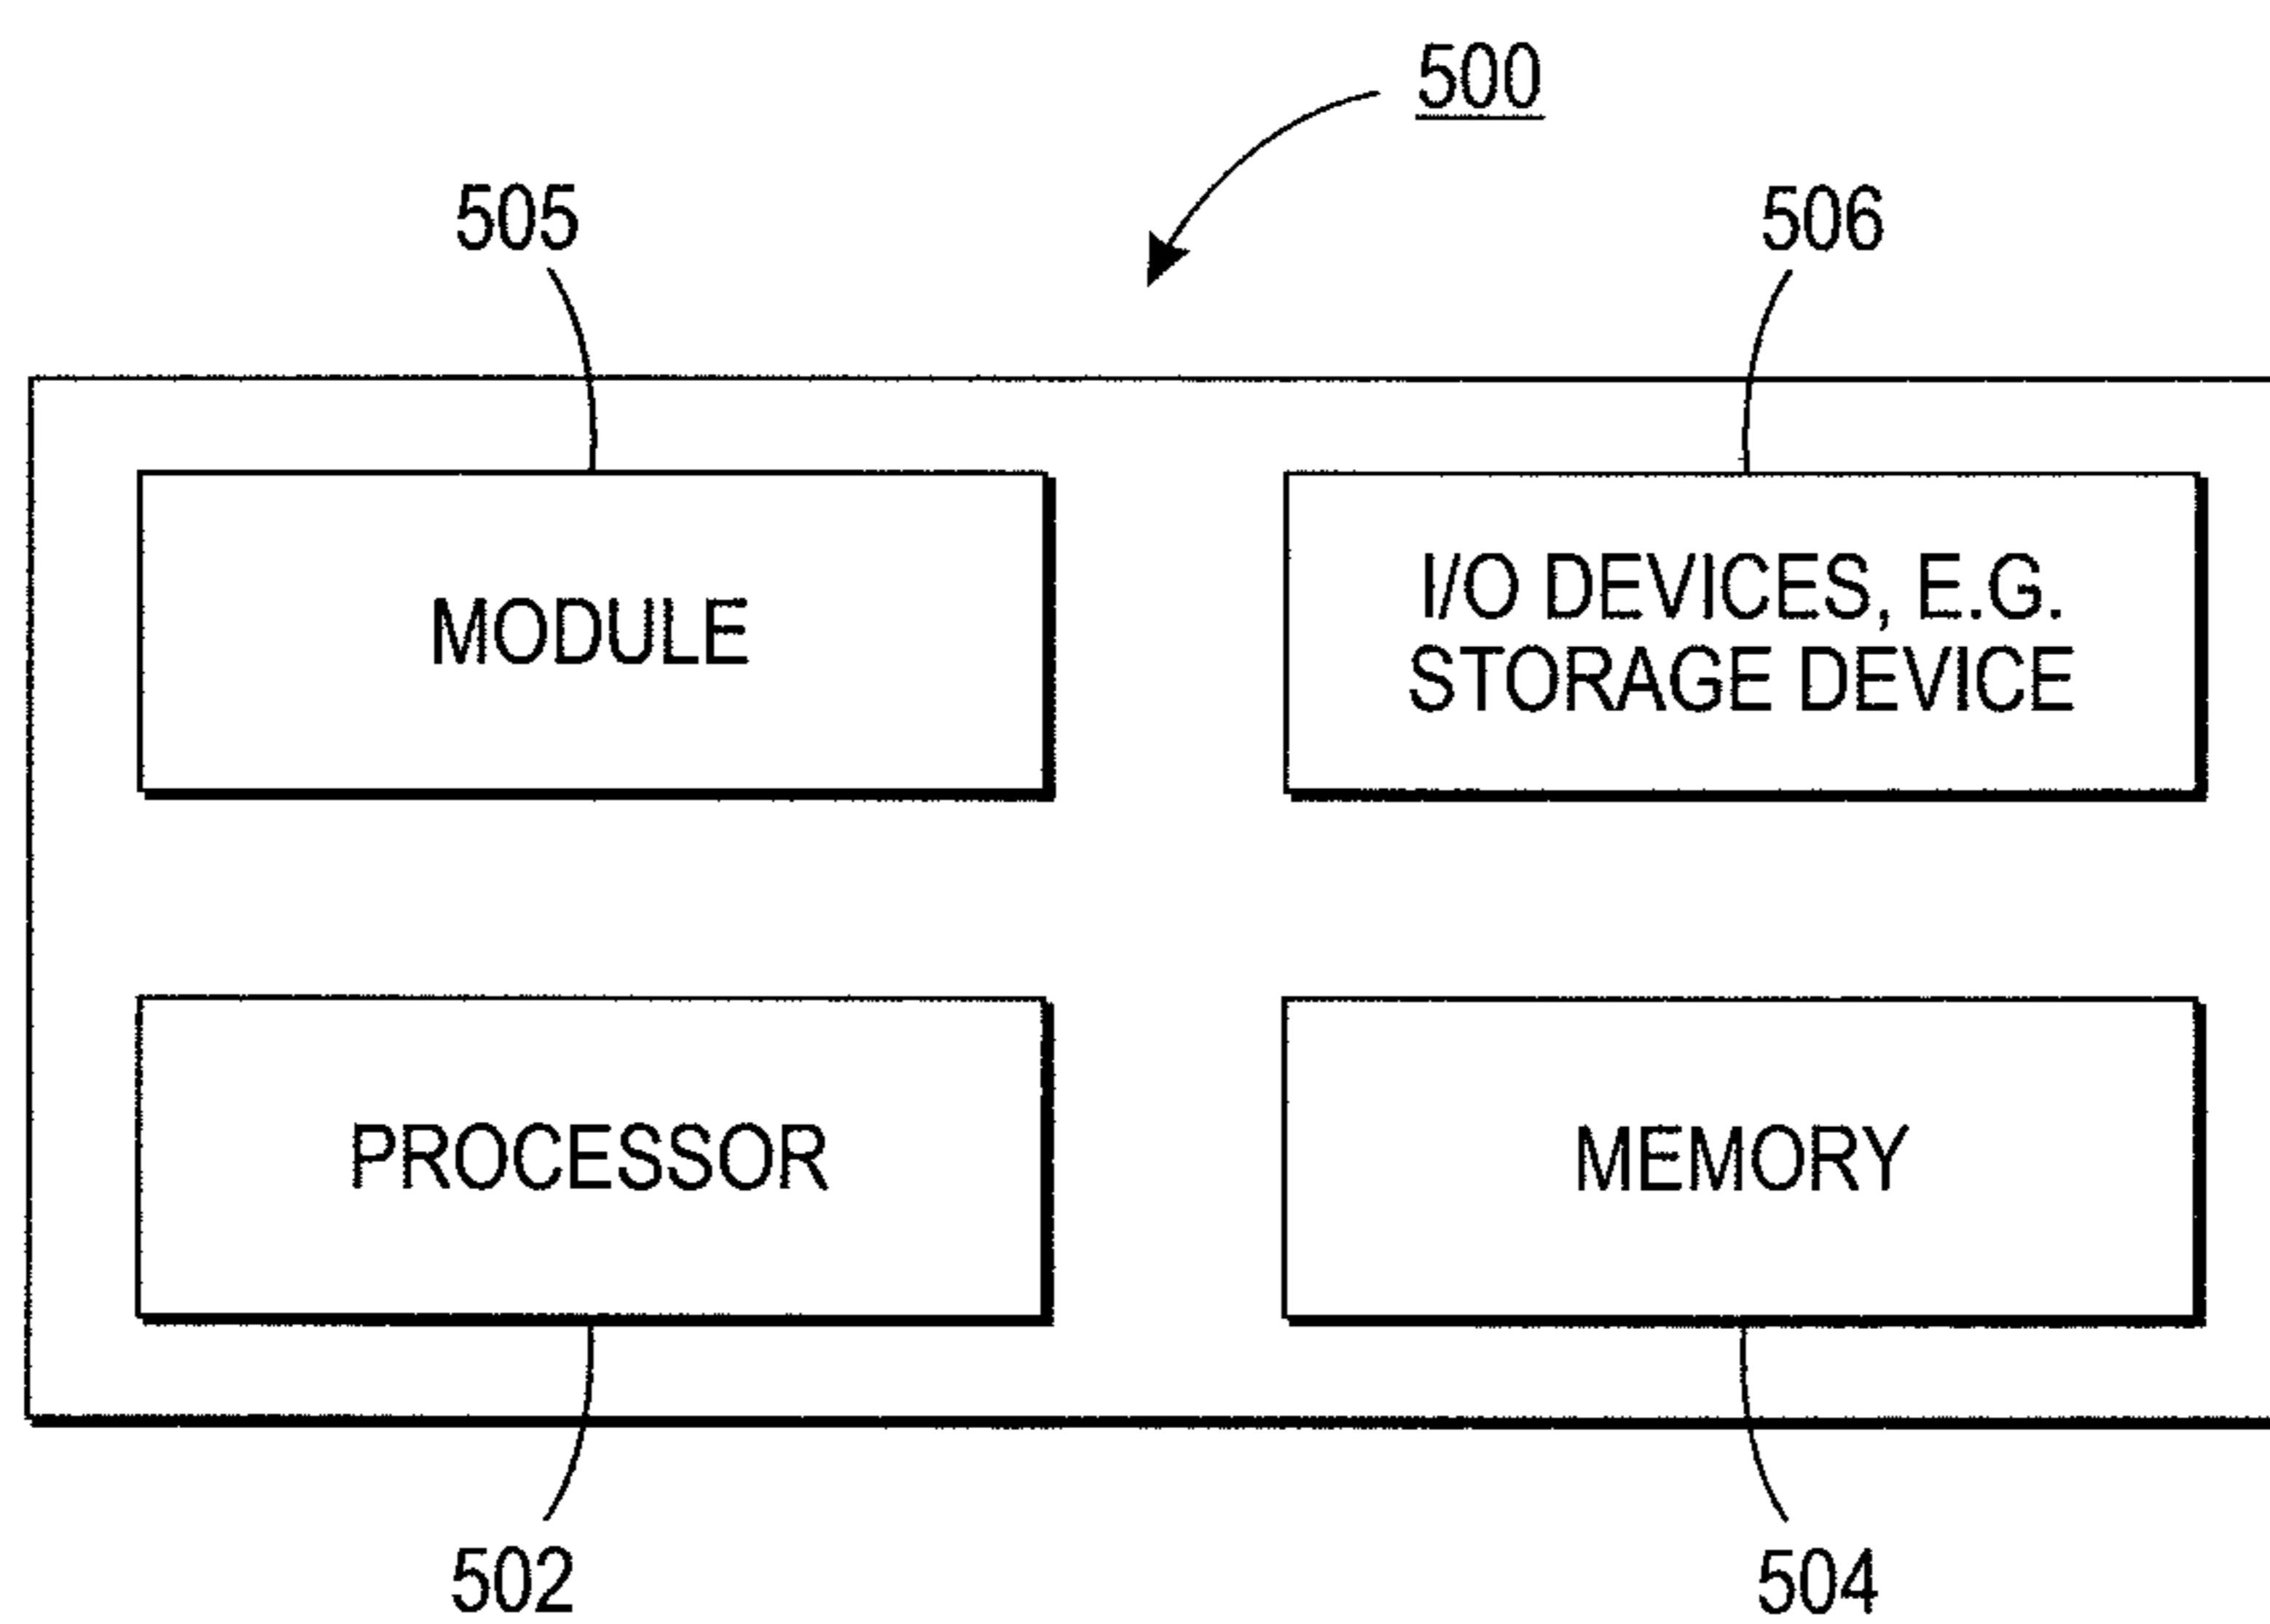 500
505
506
MODULE
I/O DEVICES, E.G.
STORAGE DEVICE
PROCESSOR
MEMORY
502
504